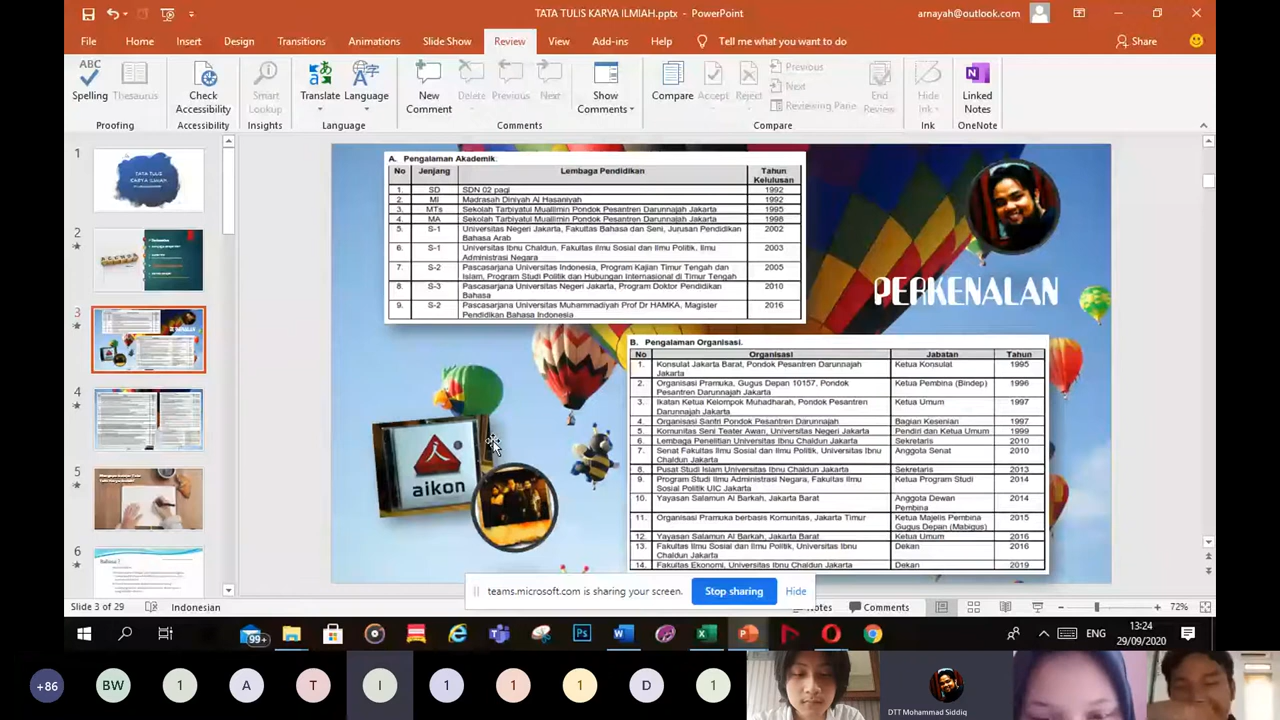 TATA TULIS KARYA ILMIAH.pptx - PowerPoint
arnayah@outlook.com
File Home Insert Design Transitions Animations Slide Show Review View Add-ins Help Tell me what you want to do Share
ABC
Spelling Thesaurus Check Accessibility Smart Lookup Translate Language New Comment Delete Previous Next Show Comments Compare Accept Reject Previous Next Reviewing Pane End Review Hide Ink Linked Notes
Proofing Accessibility Insights Language Comments Compare Ink OneNote
1
TATA TULIS
KARYA ILMIAH
2
3
4
5
6
A. Pengalaman Akademik.
No Jenjang Lembaga Pendidikan Tahun Kelulusan
1. SD SDN 02 pagi 1992
2. MI Madrasah Diniyah Al Hasaniyah 1992
3. MTs Sekolah Tarbiyatul Muallimin Pondok Pesantren Darunnajah Jakarta 1995
4. MA Sekolah Tarbiyatul Muallimin Pondok Pesantren Darunnajah Jakarta 1998
5. S-1 Universitas Negeri Jakarta, Fakultas Bahasa dan Seni, Jurusan Pendidikan 2002
Bahasa Arab
6. S-1 Universitas Ibnu Chaldun, Fakultas Ilmu Sosial dan Ilmu Politik, Ilmu 2003
Administrasi Negara
7. S-2 Pascasarjana Universitas Indonesia, Program Kajian Timur Tengah dan 2005
Islam, Program Studi Politik dan Hubungan Internasional di Timur Tengah
8. S-3 Pascasarjana Universitas Negeri Jakarta, Program Doktor Pendidikan 2010
Bahasa
9. S-2 Pascasarjana Universitas Muhammadiyah Prof Dr HAMKA, Magister 2016
Pendidikan Bahasa Indonesia
PERKENALAN
B. Pengalaman Organisasi.
No Organisasi Jabatan Tahun
1. Konsulat Jakarta Barat, Pondok Pesantren Darunnajah Ketua Konsulat 1995
Jakarta
2. Organisasi Pramuka, Gugus Depan 10157, Pondok Ketua Pembina (Bindep) 1996
Pesantren Darunnajah Jakarta
3. Ikatan Ketua Kelompok Muhadharah, Pondok Pesantren Ketua Umum 1997
Darunnajah Jakarta
4. Organisasi Santri Pondok Pesantren Darunnajah Bagian Kesenian 1997
5. Komunitas Seni Teater Awan, Universitas Negeri Jakarta Pendiri dan Ketua Umum 1999
6. Lembaga Penelitian Universitas Ibnu Chaldun Jakarta Sekretaris 2010
7. Senat Fakultas Ilmu Sosial dan Ilmu Politik, Universitas Ibnu Anggota Senat 2010
Chaldun Jakarta
8. Pusat Studi Islam Universitas Ibnu Chaldun Jakarta Sekretaris 2013
9. Program Studi Ilmu Administrasi Negara, Fakultas Ilmu Ketua Program Studi 2014
Sosial Politik UIC Jakarta
10. Yayasan Salamun Al Barkah, Jakarta Barat Anggota Dewan 2014
Pembina
11. Organisasi Pramuka berbasis Komunitas, Jakarta Timur Ketua Majelis Pembina 2015
Gugus Depan (Mabigus)
12. Yayasan Salamun Al Barkah, Jakarta Barat Ketua Umum 2016
13. Fakultas Ilmu Sosial dan Ilmu Politik, Universitas Ibnu Dekan 2016
Chaldun Jakarta
14. Fakultas Ekonomi, Universitas Ibnu Chaldun Jakarta Dekan 2019
aikon
teams.microsoft.com is sharing your screen. Stop sharing Hide
Slide 3 of 29 Indonesian Notes Comments 72%
99+
ENG
13:24
29/09/2020
+86 BW 1 A T I 1 1 1 D 1
DTT Mohammad Siddiq